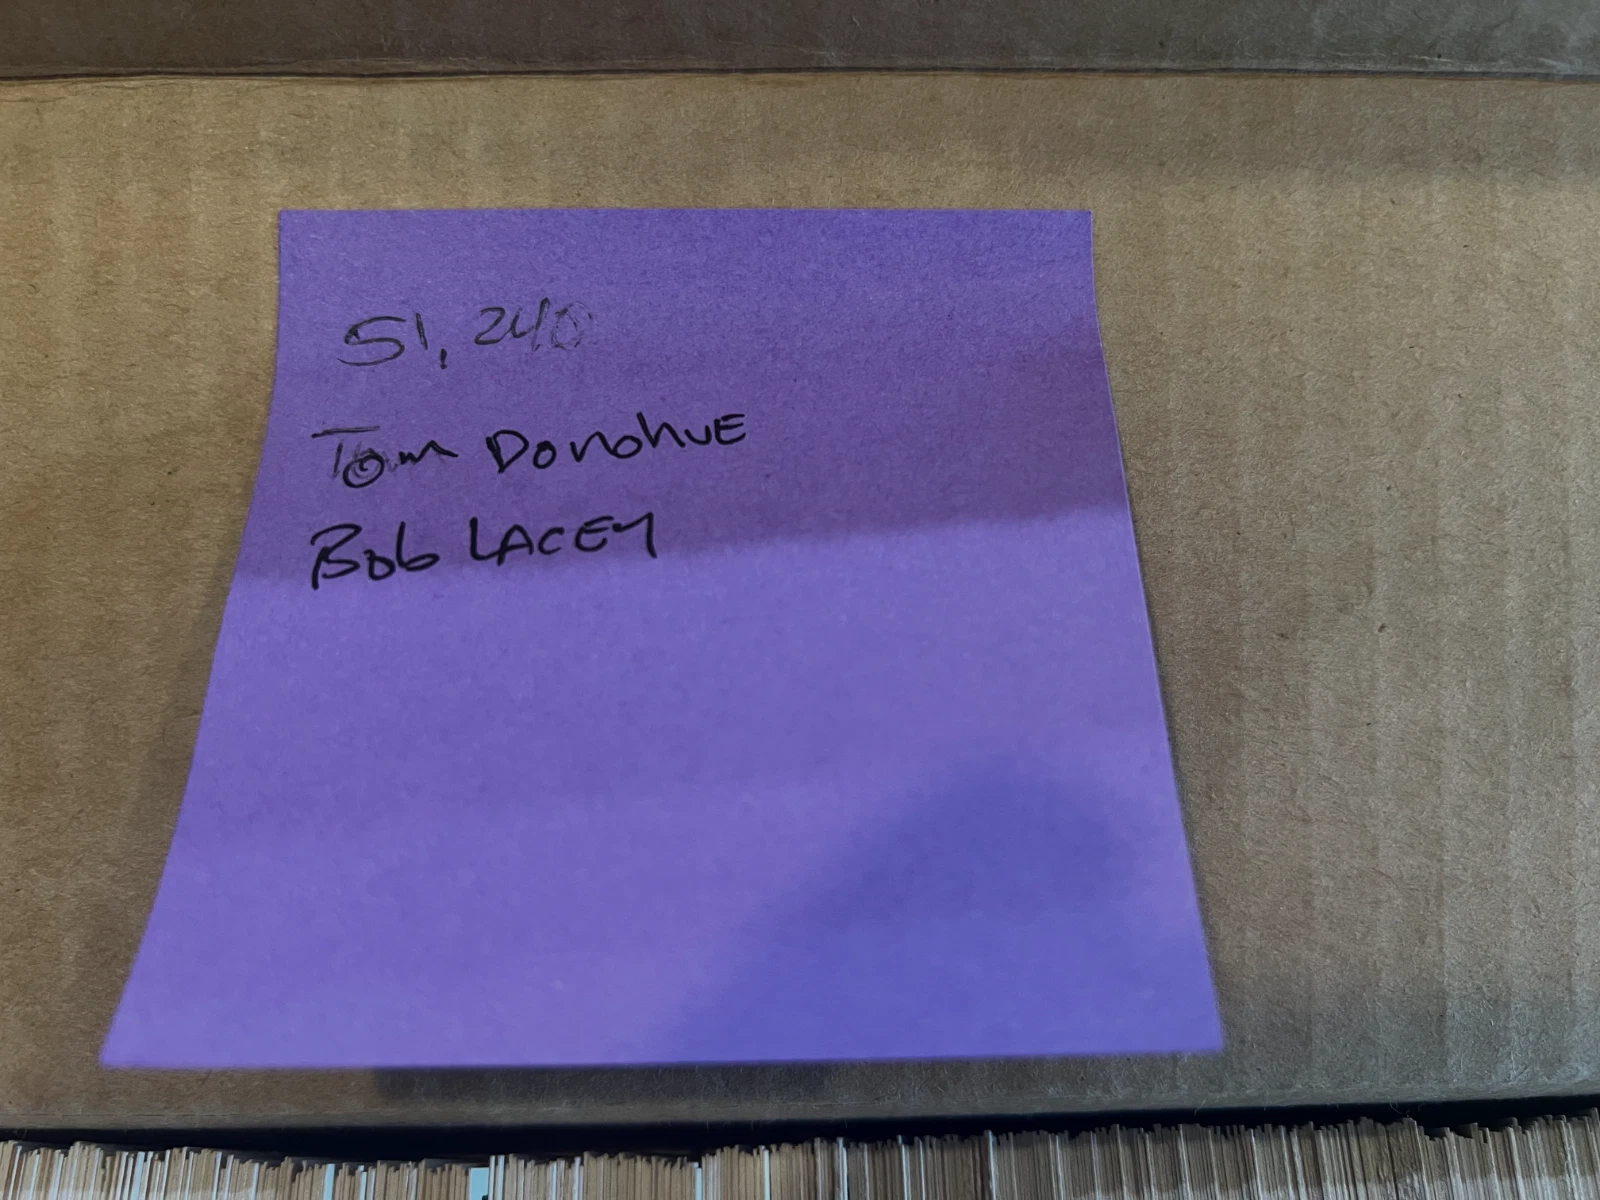 51, 240
Tom DonohuE
Bob LACEY